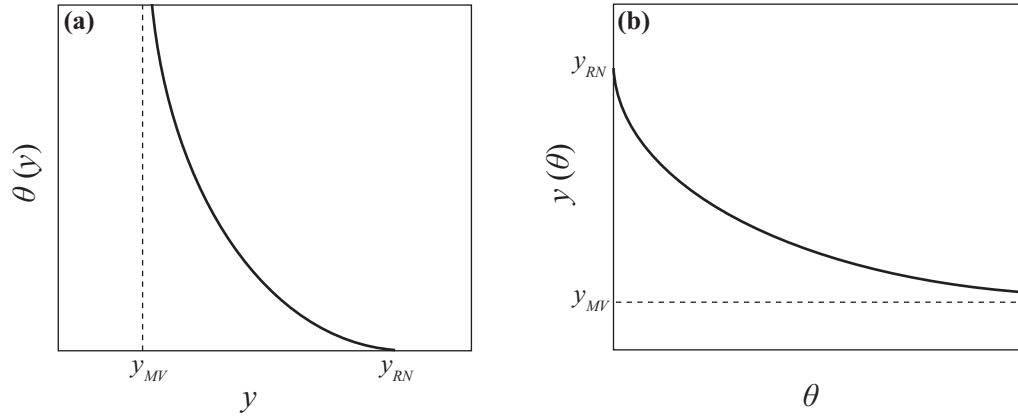 (a)
θ (y)
y_MV
y_RN
y
(b)
y_RN
y (θ)
y_MV
θ